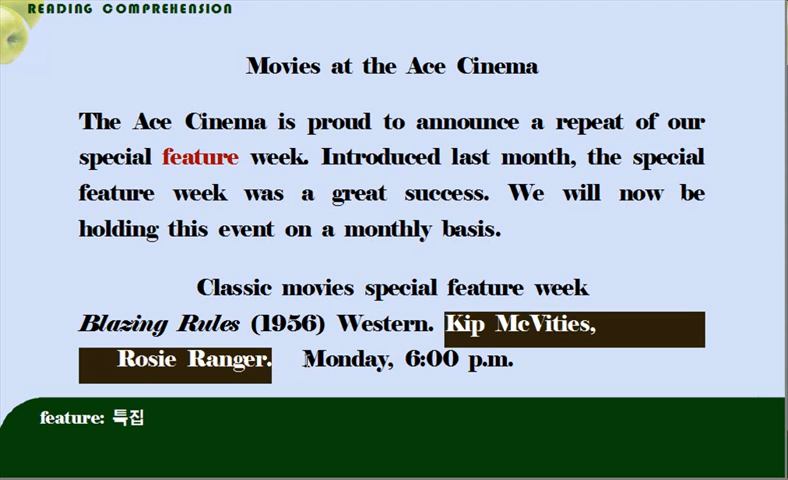 READING COMPREHENSION
Movies at the Ace Cinema
The Ace Cinema is proud to announce a repeat of our
special feature week. Introduced last month, the special
feature week was a great success. We will now be
holding this event on a monthly basis.
Classic movies special feature week
Blazing Rules (1956) Western. Kip McVities,
Rosie Ranger. Monday, 6:00 p.m.
feature: 특집